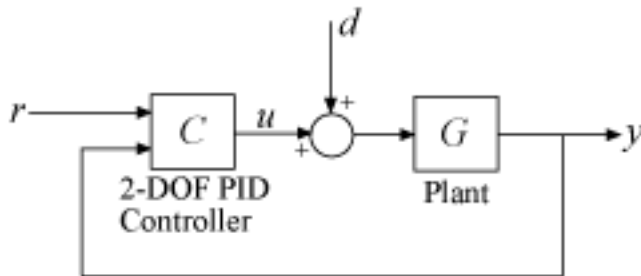 d
+
r
C
u
+
G
y
2-DOF PID
Controller
Plant